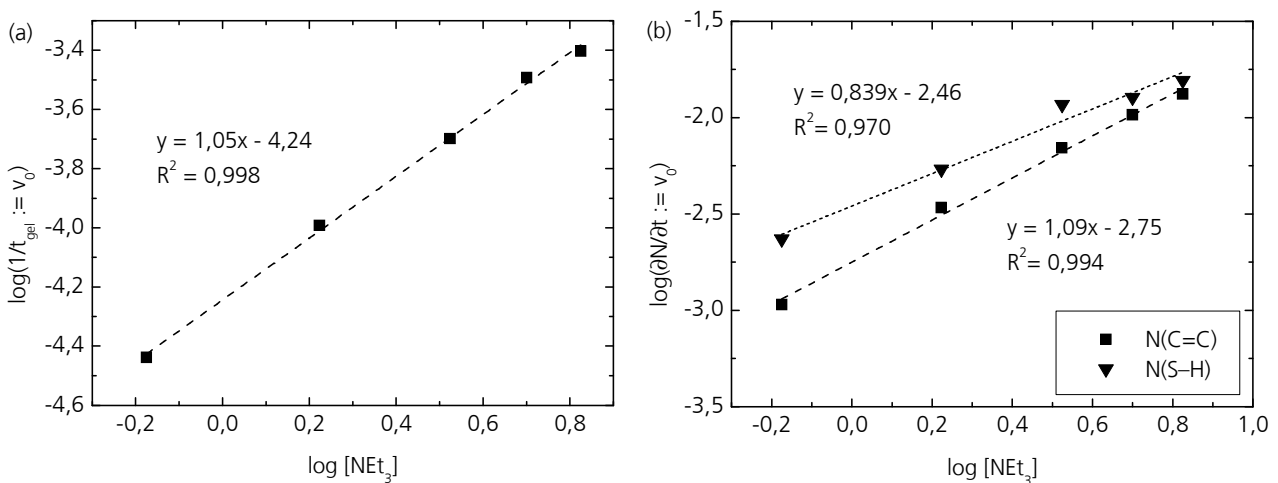 (a)
-3,4
-3,6
-3,8
-4,0
-4,2
-4,4
-4,6
log(1/t_gel := v_0)
y = 1,05x - 4,24
R² = 0,998
-0,2 0,0 0,2 0,4 0,6 0,8
log [NEt_3]
(b)
-1,5
-2,0
-2,5
-3,0
-3,5
log(∂N/∂t := v_0)
y = 0,839x - 2,46
R² = 0,970
y = 1,09x - 2,75
R² = 0,994
N(C=C)
N(S–H)
-0,2 0,0 0,2 0,4 0,6 0,8 1,0
log [NEt_3]